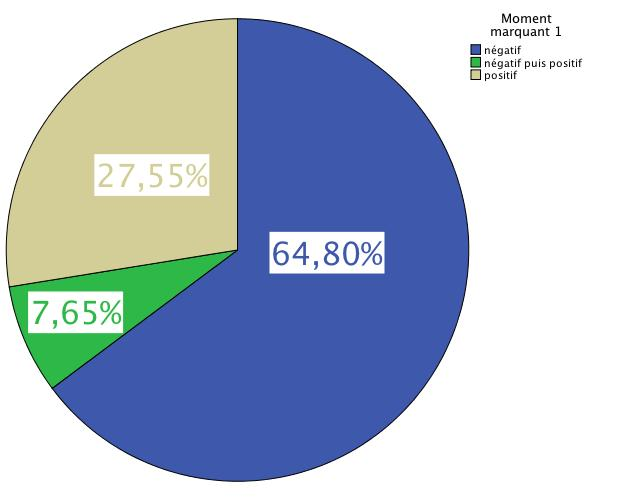 Moment
marquant 1
négatif
négatif puis positif
positif
27,55%
64,80%
7,65%